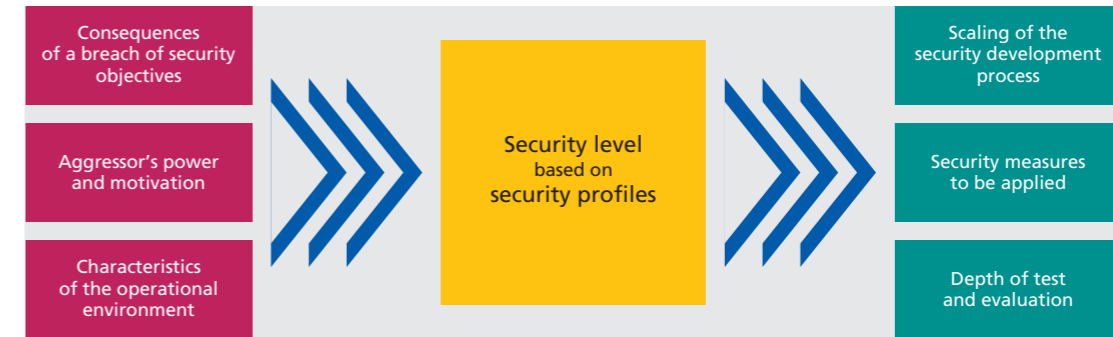 Consequences
of a breach of security
objectives
Aggressor’s power
and motivation
Characteristics
of the operational
environment
Security level
based on
security profiles
Scaling of the
security development
process
Security measures
to be applied
Depth of test
and evaluation